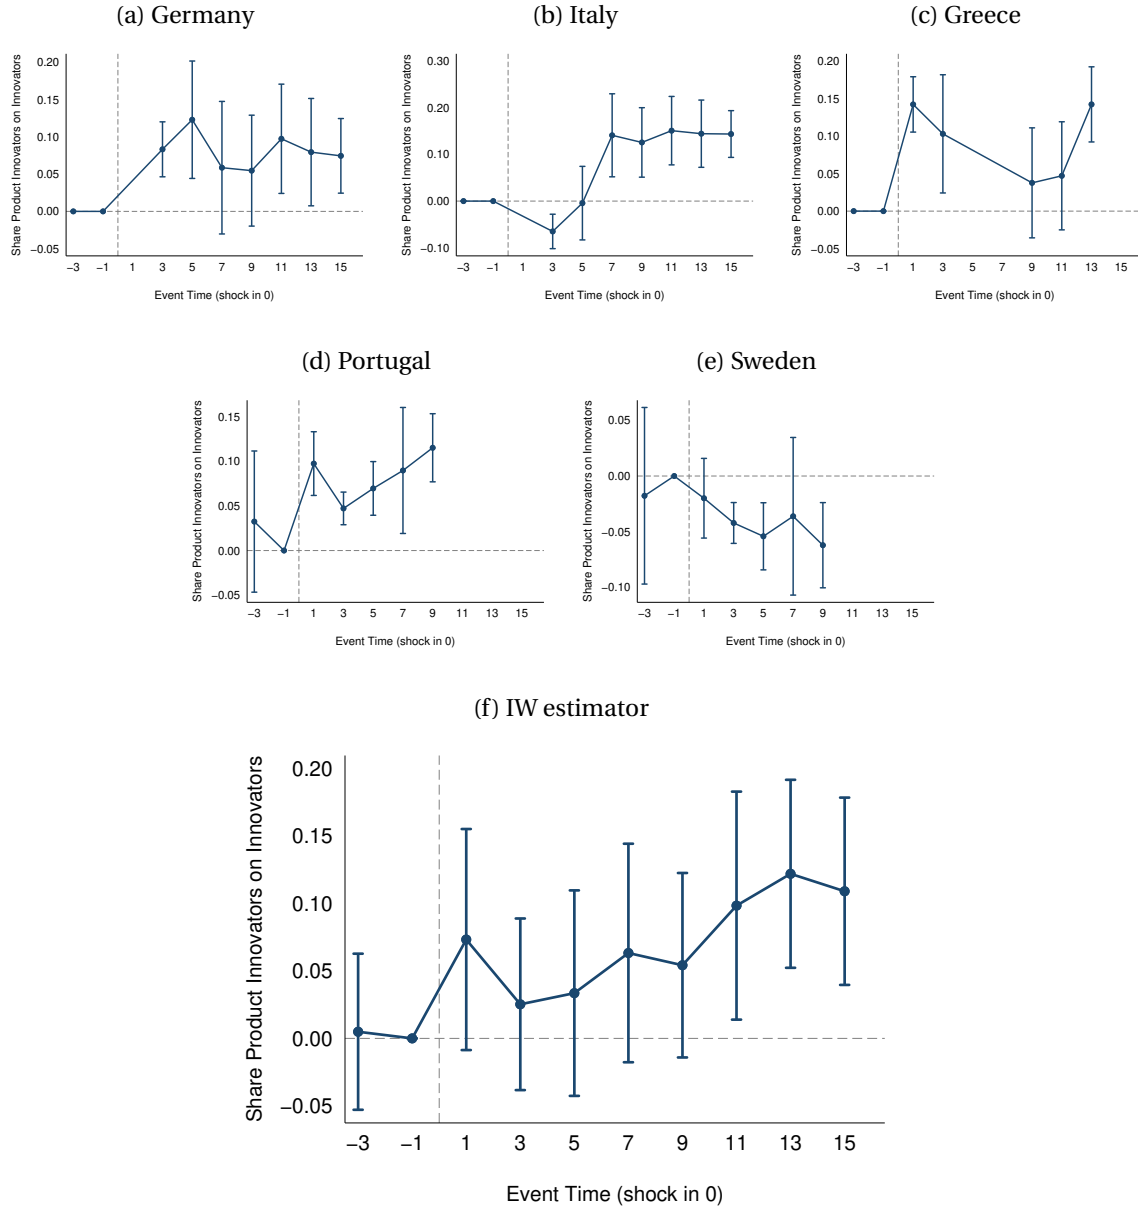 (a) Germany
Share Product Innovators on Innovators
0.20
0.15
0.10
0.05
0.00
−0.05
−3 −1 1 3 5 7 9 11 13 15
Event Time (shock in 0)
(b) Italy
Share Product Innovators on Innovators
0.30
0.20
0.10
0.00
−0.10
−3 −1 1 3 5 7 9 11 13 15
Event Time (shock in 0)
(c) Greece
Share Product Innovators on Innovators
0.20
0.15
0.10
0.05
0.00
−0.05
−3 −1 1 3 5 7 9 11 13 15
Event Time (shock in 0)
(d) Portugal
Share Product Innovators on Innovators
0.15
0.10
0.05
0.00
−0.05
−3 −1 1 3 5 7 9 11 13 15
Event Time (shock in 0)
(e) Sweden
Share Product Innovators on Innovators
0.05
0.00
−0.05
−0.10
−3 −1 1 3 5 7 9 11 13 15
Event Time (shock in 0)
(f) IW estimator
Share Product Innovators on Innovators
0.20
0.15
0.10
0.05
0.00
−0.05
−3 −1 1 3 5 7 9 11 13 15
Event Time (shock in 0)